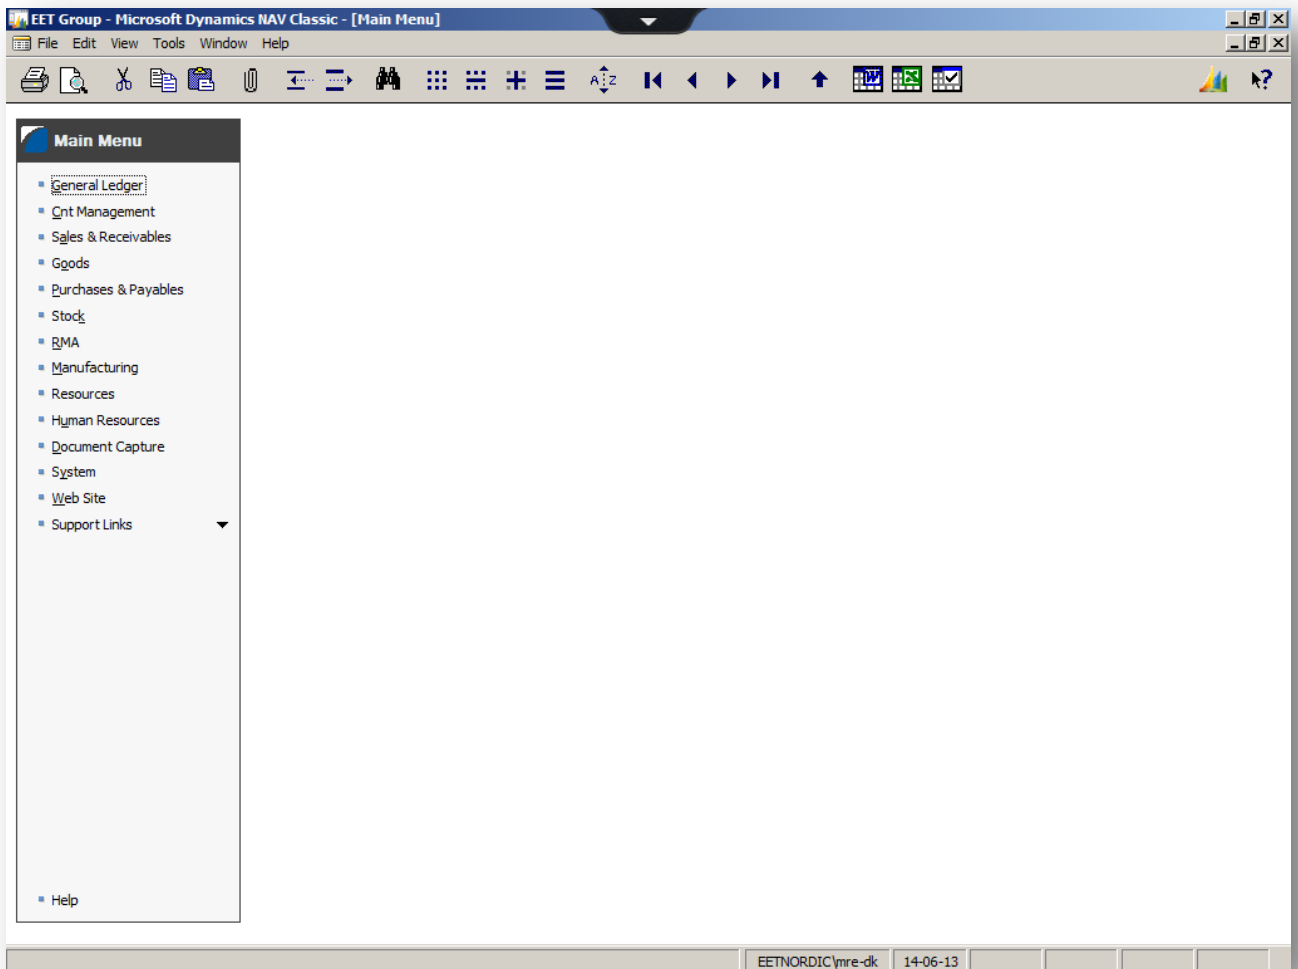 EET Group - Microsoft Dynamics NAV Classic - [Main Menu]
File Edit View Tools Window Help
Main Menu
General Ledger
Cnt Management
Sales & Receivables
Goods
Purchases & Payables
Stock
RMA
Manufacturing
Resources
Human Resources
Document Capture
System
Web Site
Support Links
Help
EETNORDIC\mre-dk 14-06-13